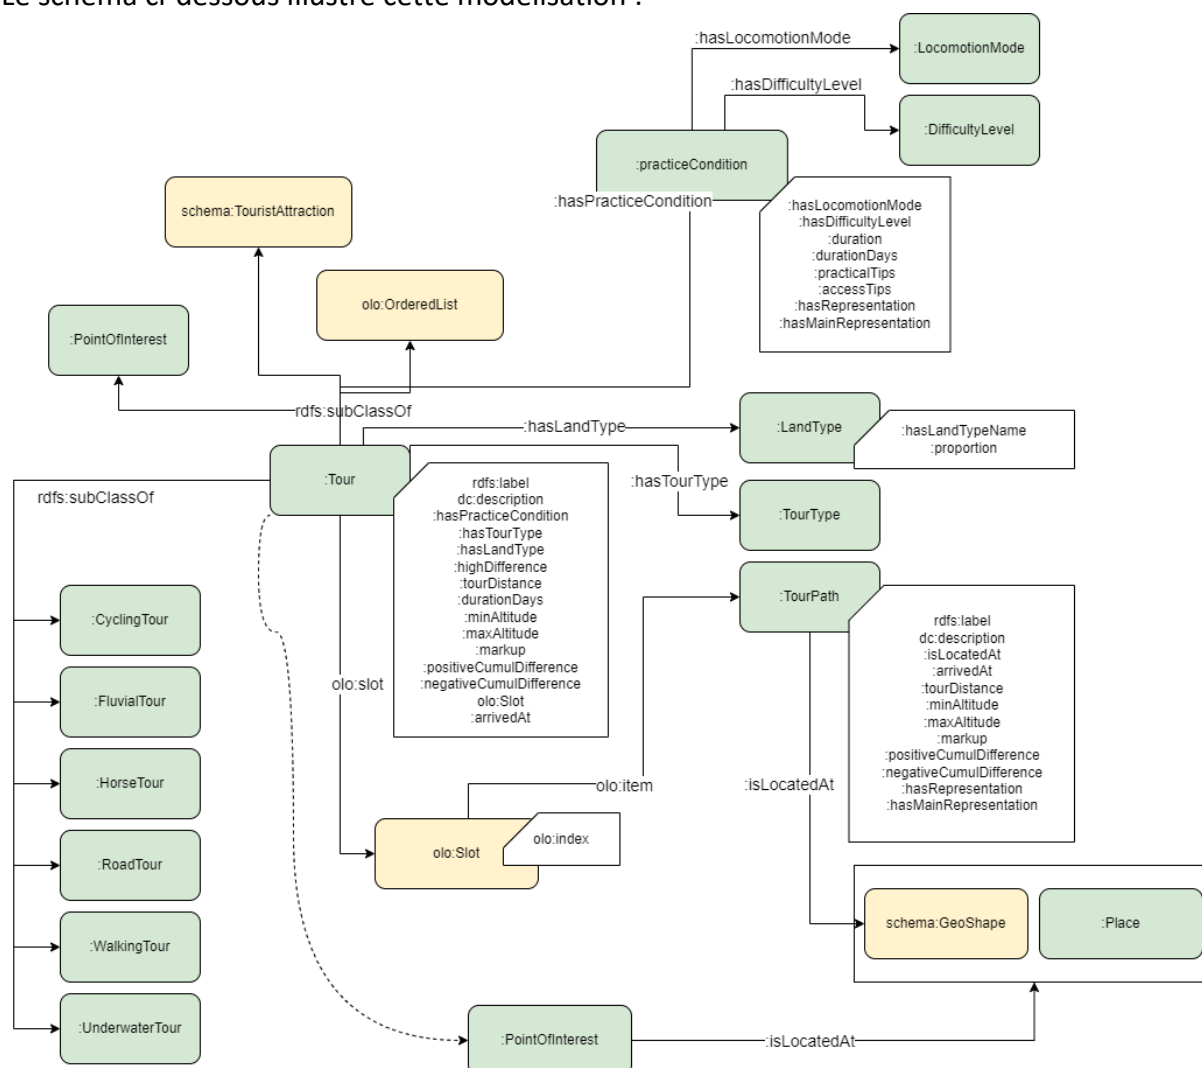 Le schéma ci-dessous illustre cette modélisation :
:hasLocomotionMode
:LocomotionMode
:hasDifficultyLevel
:DifficultyLevel
:practiceCondition
:hasPracticeCondition
:hasLocomotionMode
:hasDifficultyLevel
:duration
:durationDays
:practicalTips
:accessTips
:hasRepresentation
:hasMainRepresentation
schema:TouristAttraction
olo:OrderedList
:PointOfInterest
rdfs:subClassOf
:hasLandType
:LandType
:hasLandTypeName
:proportion
:Tour
:hasTourType
:TourType
rdfs:label
dc:description
:hasPracticeCondition
:hasTourType
:hasLandType
:highDifference
:tourDistance
:durationDays
:minAltitude
:maxAltitude
:markup
:positiveCumulDifference
:negativeCumulDifference
olo:Slot
:arrivedAt
rdfs:subClassOf
:CyclingTour
:FluvialTour
:HorseTour
:RoadTour
:WalkingTour
:UnderwaterTour
olo:slot
:TourPath
rdfs:label
dc:description
:isLocatedAt
:arrivedAt
:tourDistance
:minAltitude
:maxAltitude
:markup
:positiveCumulDifference
:negativeCumulDifference
:hasRepresentation
:hasMainRepresentation
olo:item
:isLocatedAt
olo:Slot
olo:index
schema:GeoShape
:Place
:PointOfInterest
:isLocatedAt